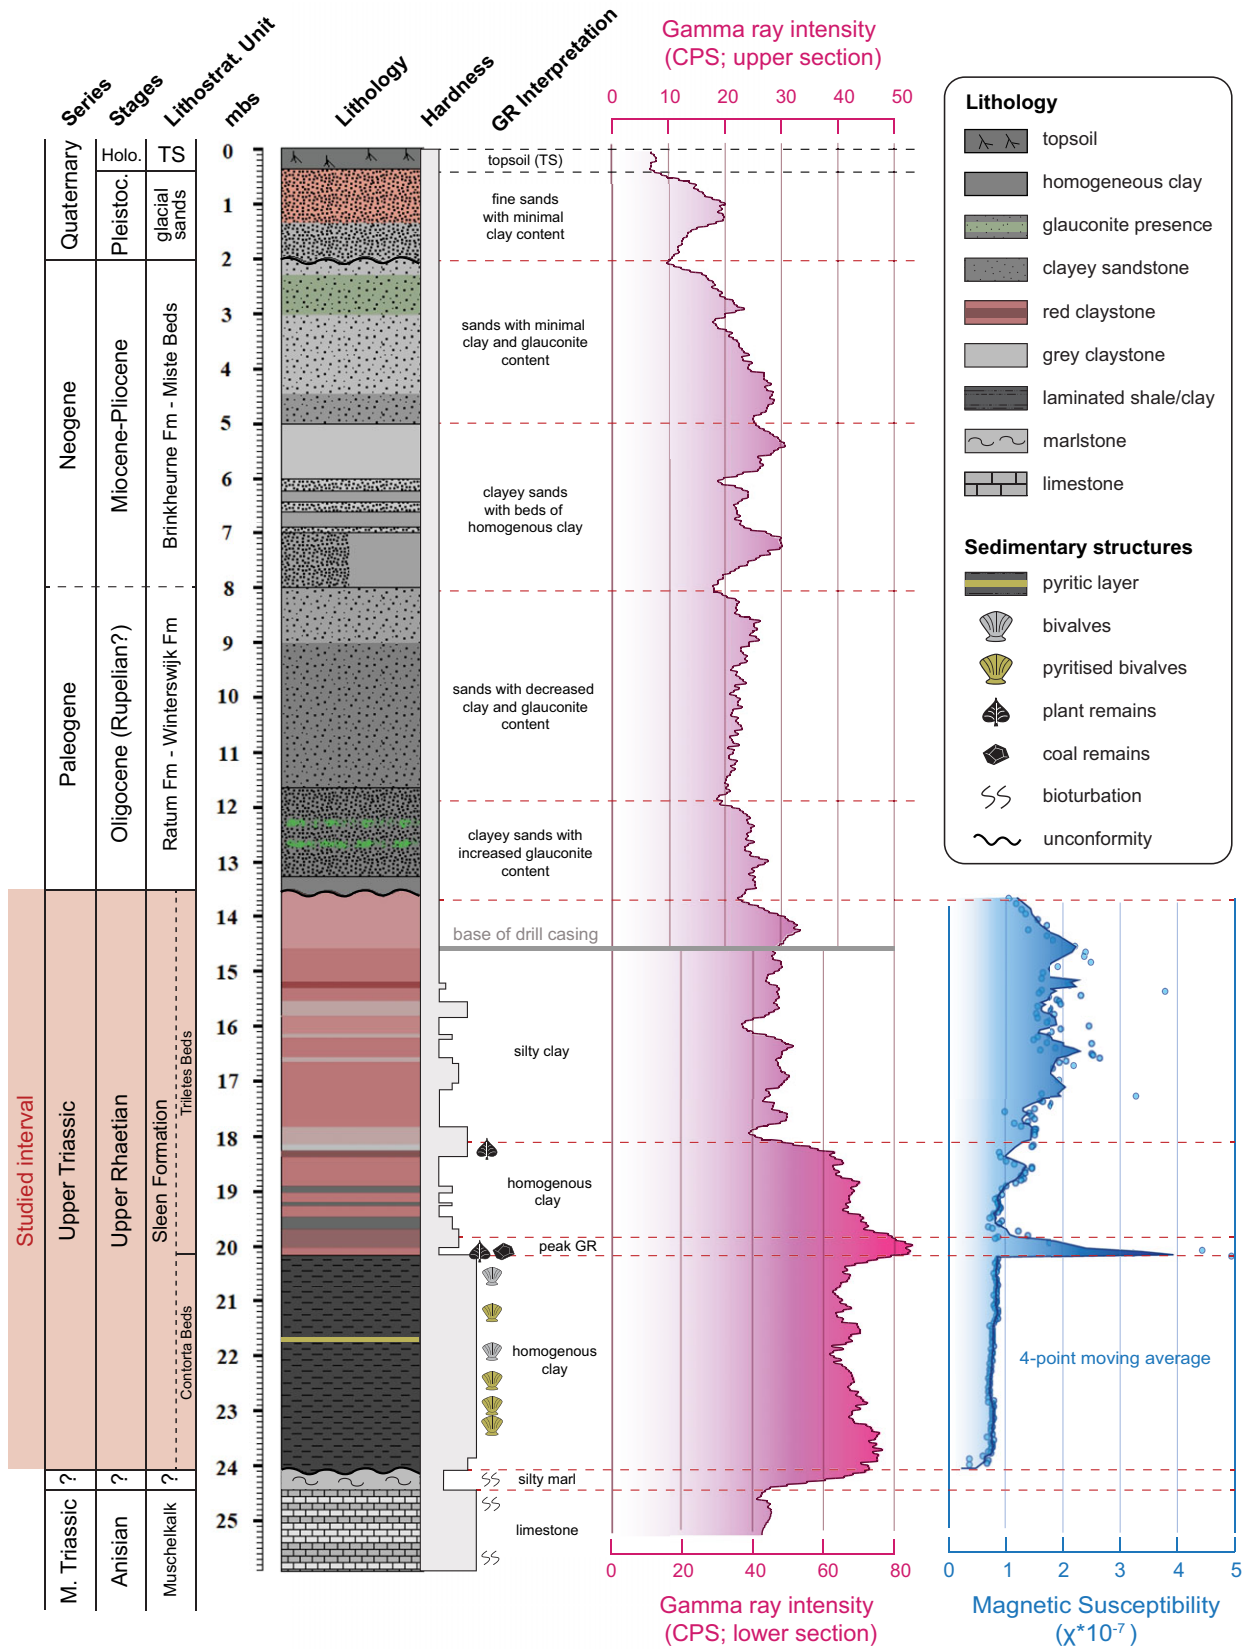 Series
Stages
Lithostrat. Unit
mbs
Lithology
Hardness
GR Interpretation
Gamma ray intensity
(CPS; upper section)
0 10 20 30 40 50
Quaternary
Neogene
Paleogene
Upper Triassic
?
M. Triassic
Holo.
Pleistoc.
Miocene-Pliocene
Oligocene (Rupelian?)
Upper Rhaetian
?
Anisian
TS
glacial
sands
Brinkheurne Fm - Miste Beds
Ratum Fm - Winterswijk Fm
Sleen Formation
Triletes Beds
Contorta Beds
?
Muschelkalk
Studied interval
0
1
2
3
4
5
6
7
8
9
10
11
12
13
14
15
16
17
18
19
20
21
22
23
24
25
topsoil (TS)
fine sands
with minimal
clay content
sands with minimal
clay and glauconite
content
clayey sands
with beds of
homogenous clay
sands with decreased
clay and glauconite
content
clayey sands with
increased glauconite
content
base of drill casing
silty clay
homogenous
clay
peak GR
homogenous
clay
silty marl
limestone
0 20 40 60 80
Gamma ray intensity
(CPS; lower section)
Lithology
topsoil
homogeneous clay
glauconite presence
clayey sandstone
red claystone
grey claystone
laminated shale/clay
marlstone
limestone
Sedimentary structures
pyritic layer
bivalves
pyritised bivalves
plant remains
coal remains
bioturbation
unconformity
4-point moving average
0 1 2 3 4 5
Magnetic Susceptibility
(χ*10⁻⁷)